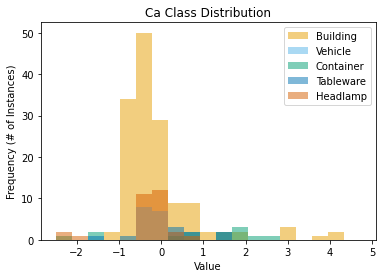 Ca Class Distribution
Frequency (# of Instances)
50
40
30
20
10
0
Building
Vehicle
Container
Tableware
Headlamp
−2 −1 0 1 2 3 4 5
Value